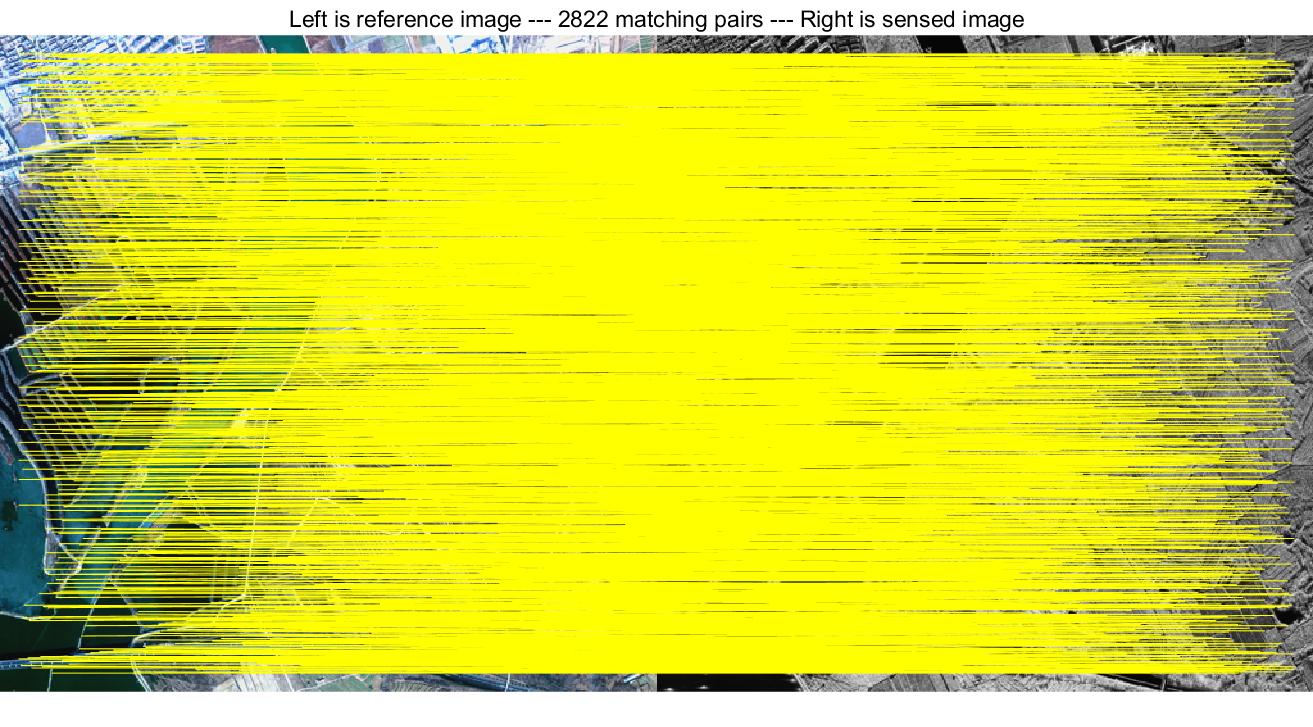 Left is reference image --- 2822 matching pairs --- Right is sensed image